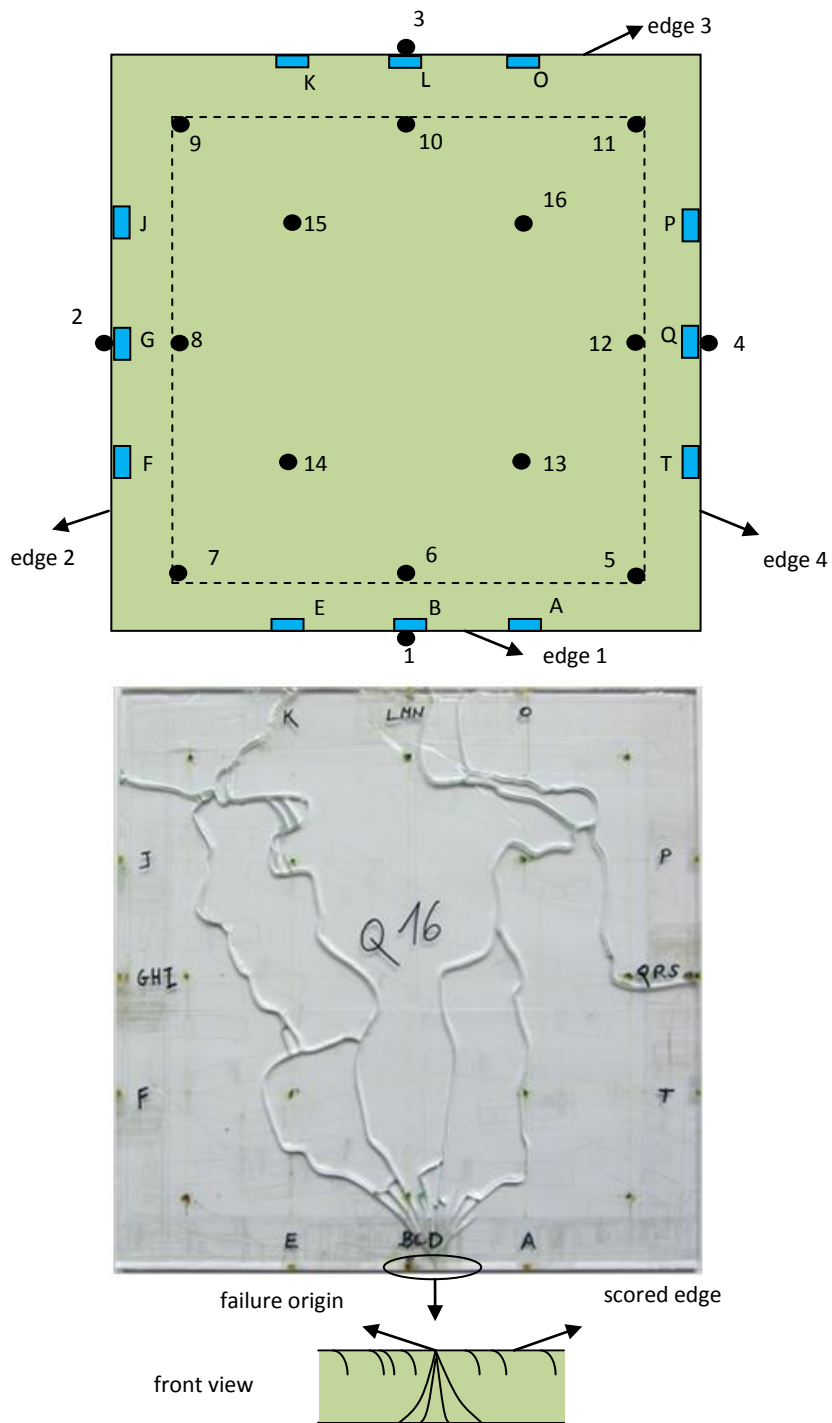 3
edge 3
K L O
9 10 11
J 15 16 P
2 G 8 12 Q 4
F 14 13 T
edge 2 7 6 5 edge 4
E B A
1 edge 1
K LMN O
J P
Q16
GHI QRS
F T
E BCD A
failure origin scored edge
front view